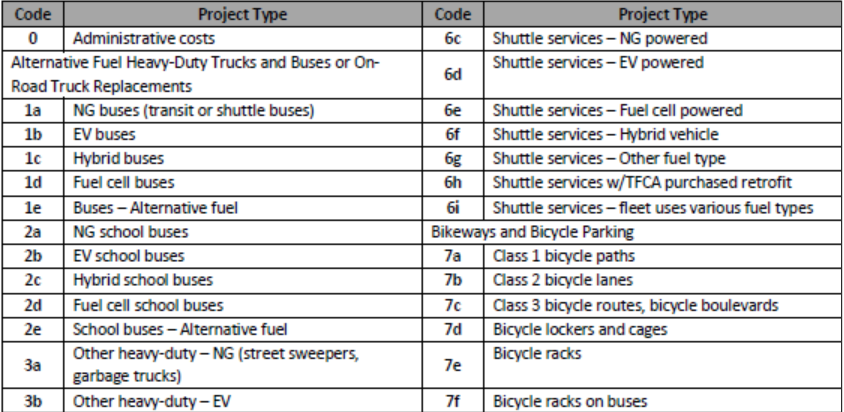 Code Project Type Code Project Type
0 Administrative costs 6c Shuttle services – NG powered
Alternative Fuel Heavy-Duty Trucks and Buses or On-
Road Truck Replacements
6d Shuttle services – EV powered
1a NG buses (transit or shuttle buses) 6e Shuttle services – Fuel cell powered
1b EV buses 6f Shuttle services – Hybrid vehicle
1c Hybrid buses 6g Shuttle services – Other fuel type
1d Fuel cell buses 6h Shuttle services w/TFCA purchased retrofit
1e Buses – Alternative fuel 6i Shuttle services – fleet uses various fuel types
2a NG school buses Bikeways and Bicycle Parking
2b EV school buses 7a Class 1 bicycle paths
2c Hybrid school buses 7b Class 2 bicycle lanes
2d Fuel cell school buses 7c Class 3 bicycle routes, bicycle boulevards
2e School buses – Alternative fuel 7d Bicycle lockers and cages
3a Other heavy-duty – NG (street sweepers,
garbage trucks)
7e Bicycle racks
3b Other heavy-duty – EV 7f Bicycle racks on buses